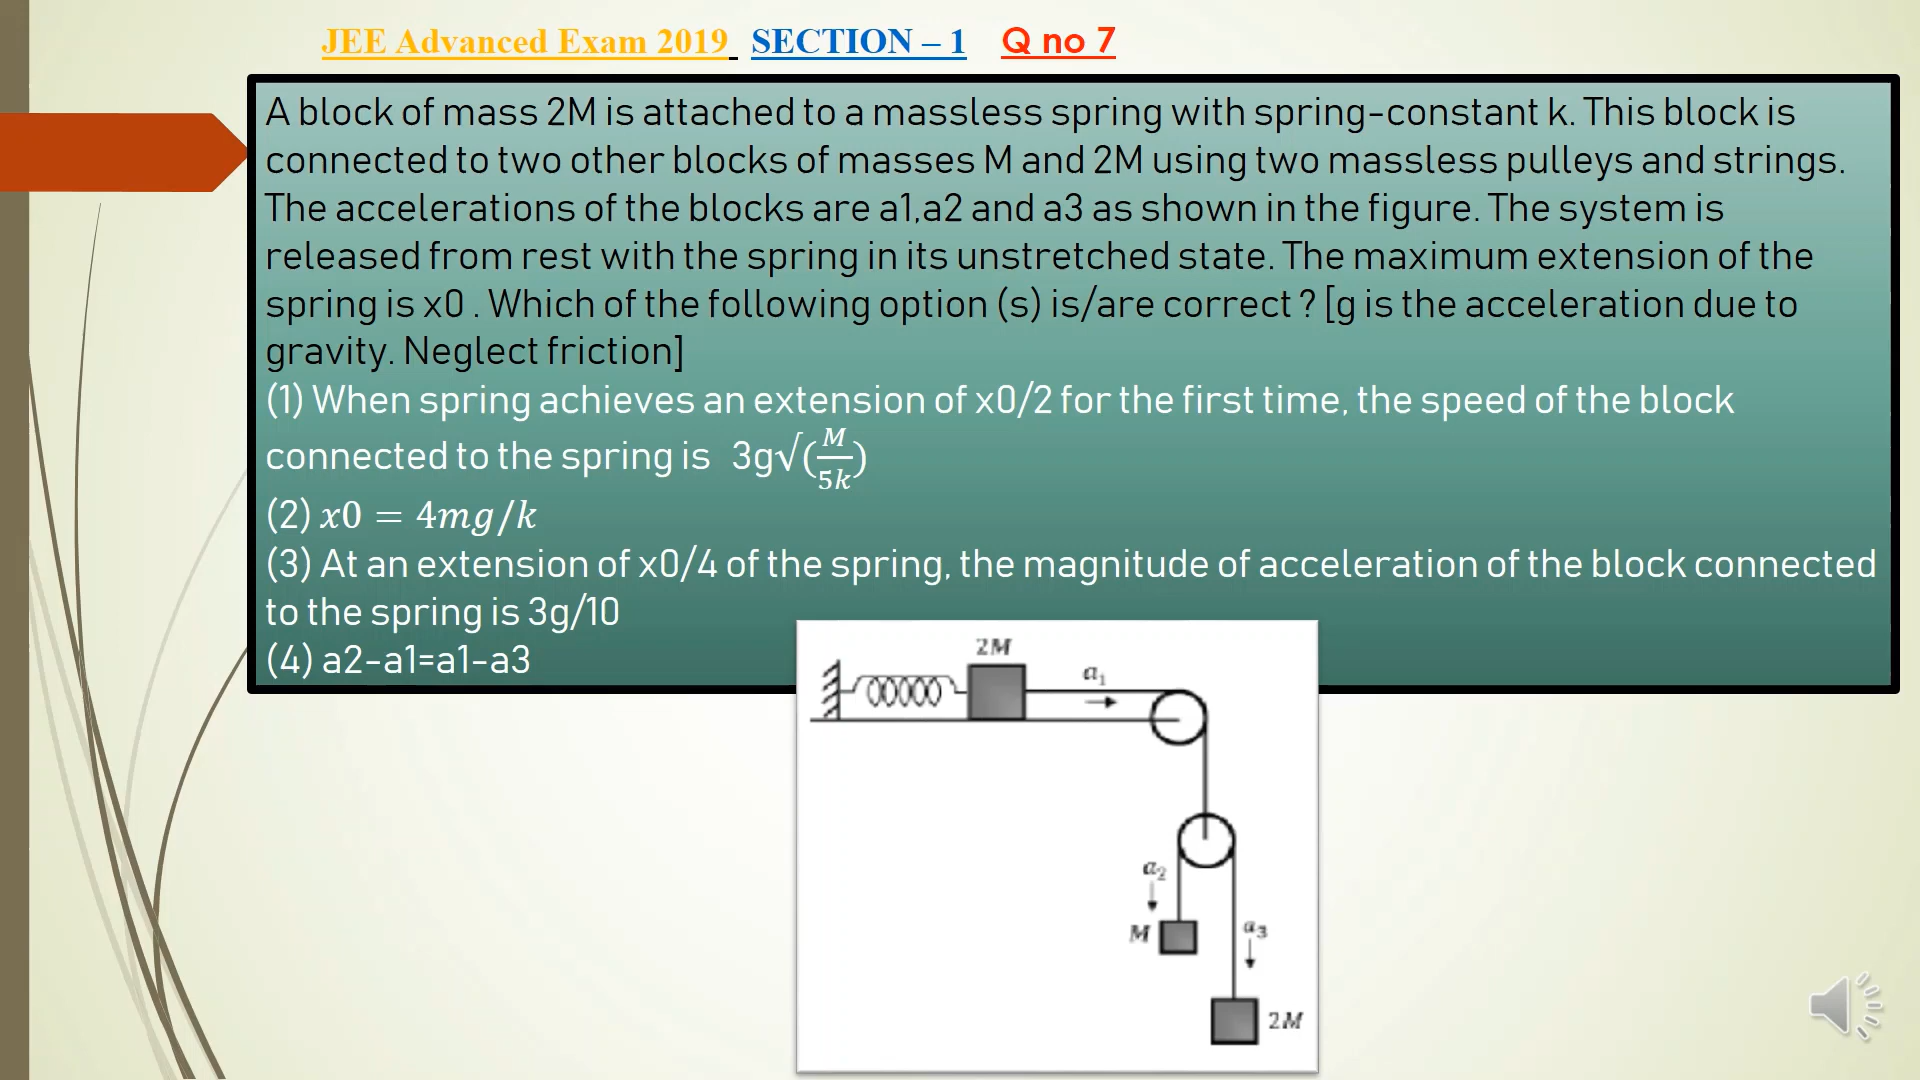 JEE Advanced Exam 2019 SECTION – 1 Q no 7
A block of mass 2M is attached to a massless spring with spring-constant k. This block is
connected to two other blocks of masses M and 2M using two massless pulleys and strings.
The accelerations of the blocks are a1,a2 and a3 as shown in the figure. The system is
released from rest with the spring in its unstretched state. The maximum extension of the
spring is x0 . Which of the following option (s) is/are correct ? [g is the acceleration due to
gravity. Neglect friction]
(1) When spring achieves an extension of x0/2 for the first time, the speed of the block
connected to the spring is 3g√(M/5k)
(2) x0 = 4mg/k
(3) At an extension of x0/4 of the spring, the magnitude of acceleration of the block connected
to the spring is 3g/10
(4) a2-a1=a1-a3
2M
a₁
a₂
M
a₃
2M